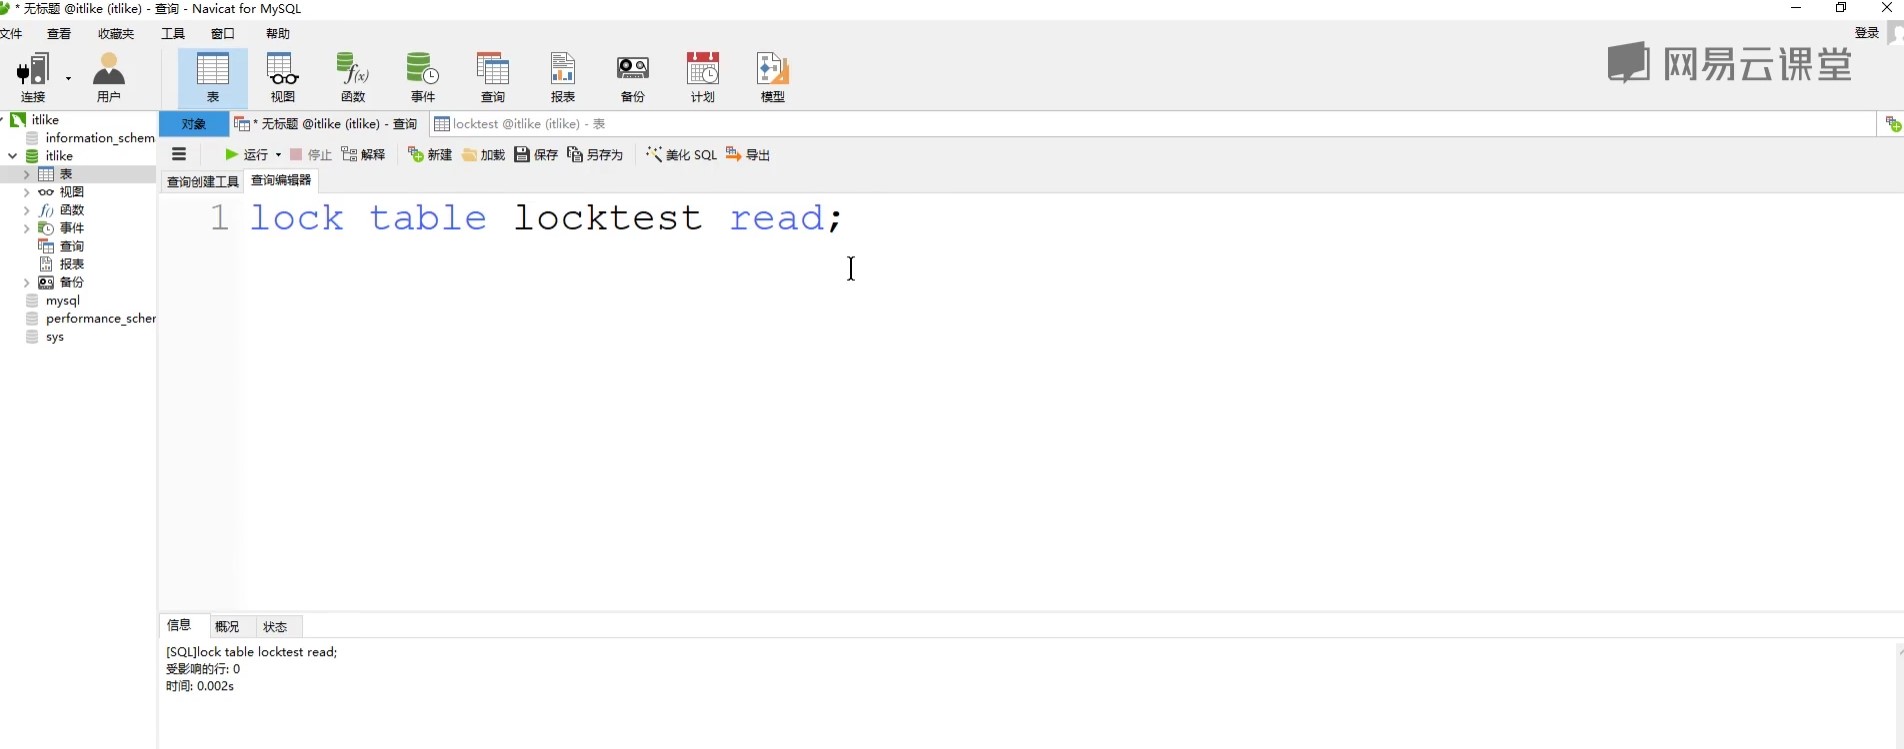 * 无标题 @itlike (itlike) - 查询 - Navicat for MySQL
文件 查看 收藏夹 工具 窗口 帮助 登录
网易云课堂
连接 用户 表 视图 函数 事件 查询 报表 备份 计划 模型
itlike
information_schem
itlike
表
视图
函数
事件
查询
报表
备份
mysql
performance_scher
sys
对象 * 无标题 @itlike (itlike) - 查询 locktest @itlike (itlike) - 表
运行 停止 解释 新建 加载 保存 另存为 美化 SQL 导出
查询创建工具 查询编辑器
1 lock table locktest read;
信息 概况 状态
[SQL]lock table locktest read;
受影响的行: 0
时间: 0.002s